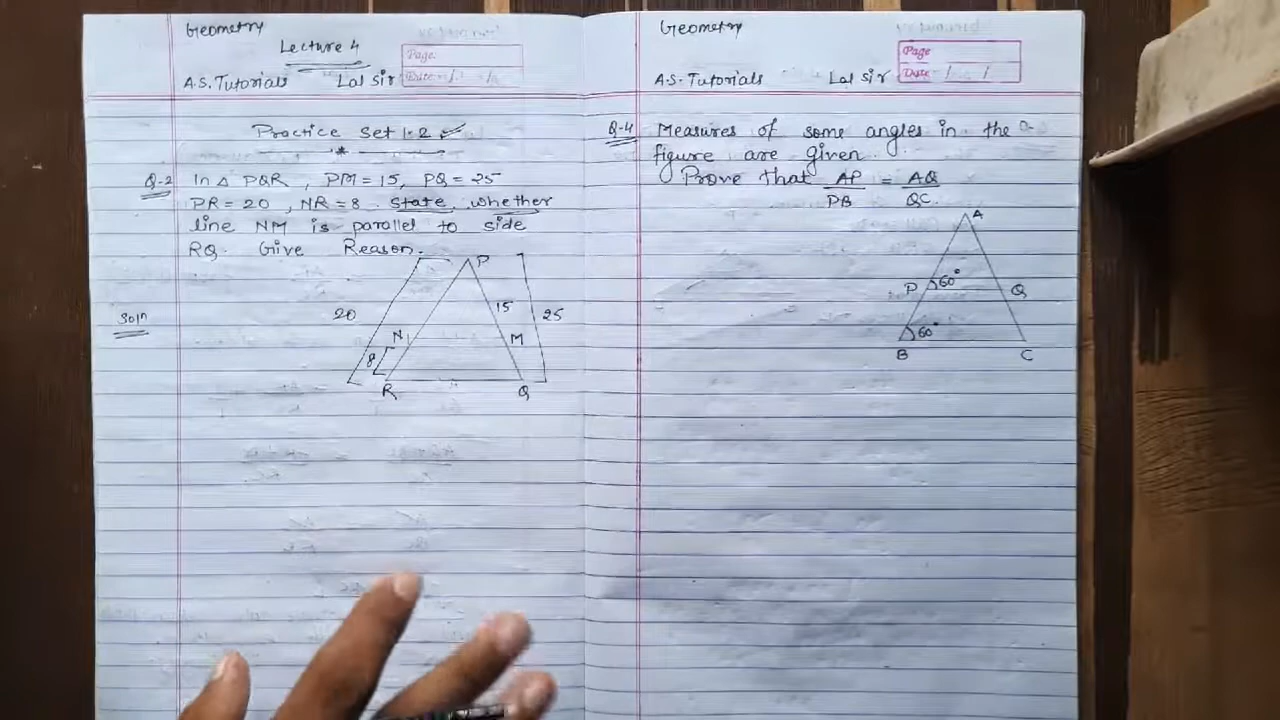 Geometry
Lecture 4
Page:
A.S. Tutorials Lal Sir Date
Practice Set 1.2
Q-2 In △ PQR, PM = 15, PQ = 25
PR = 20, NR = 8. State, whether
line NM is parallel to side
RQ. Give Reason.
P
20 15 25
N M
8
R Q
Soln
Geometry
Page
A.S. Tutorials Lal Sir Date
Q-4 Measures of some angles in the
figure are given.
Prove that AP/PB = AQ/QC.
A
P 60° Q
60°
B C